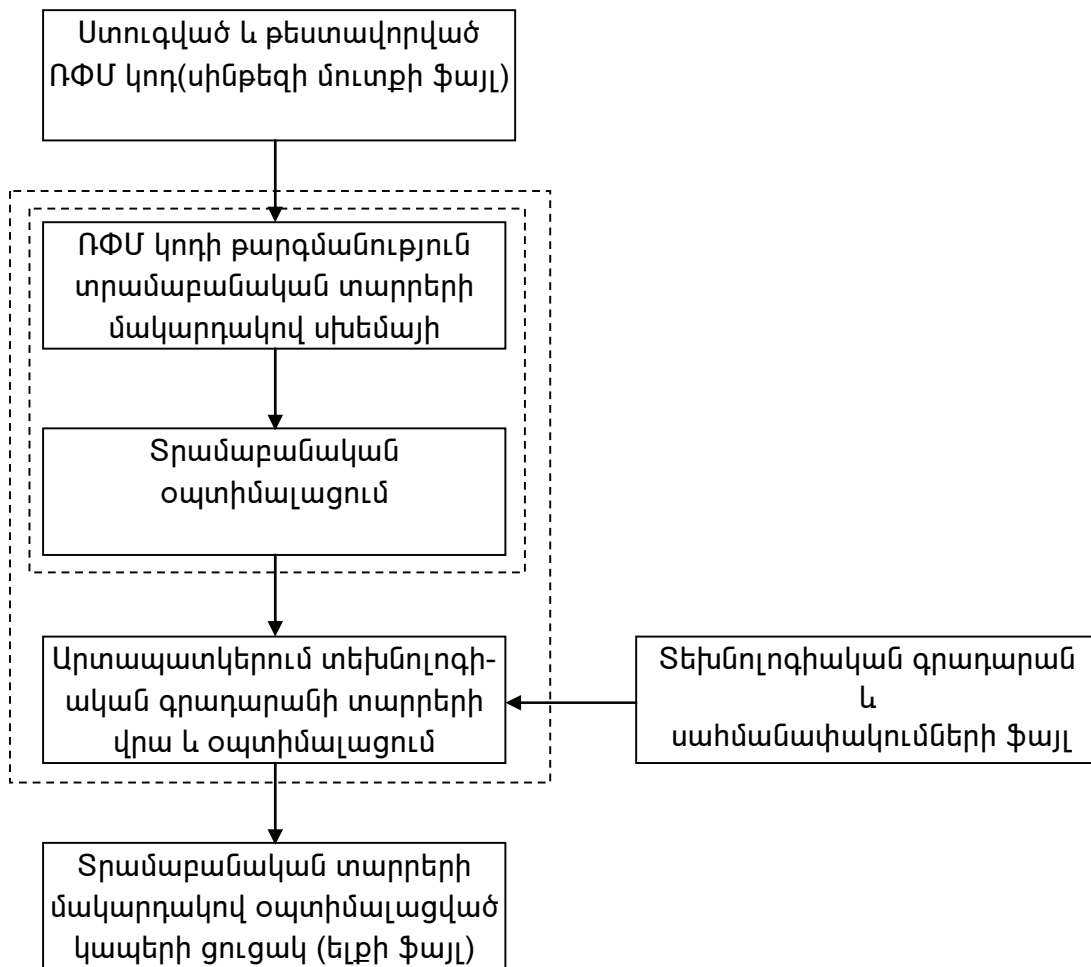 Ստուգված և թեստավորված
ՌՓՄ կոդ(սինթեզի մուտքի ֆայլ)
ՌՓՄ կոդի թարգմանություն
տրամաբանական տարրերի
մակարդակով սխեմայի
Տրամաբանական
օպտիմալացում
Արտապատկերում տեխնոլոգի-
ական գրադարանի տարրերի
վրա և օպտիմալացում
Տեխնոլոգիական գրադարան
և
սահմանափակումների ֆայլ
Տրամաբանական տարրերի
մակարդակով օպտիմալացված
կապերի ցուցակ (ելքի ֆայլ)